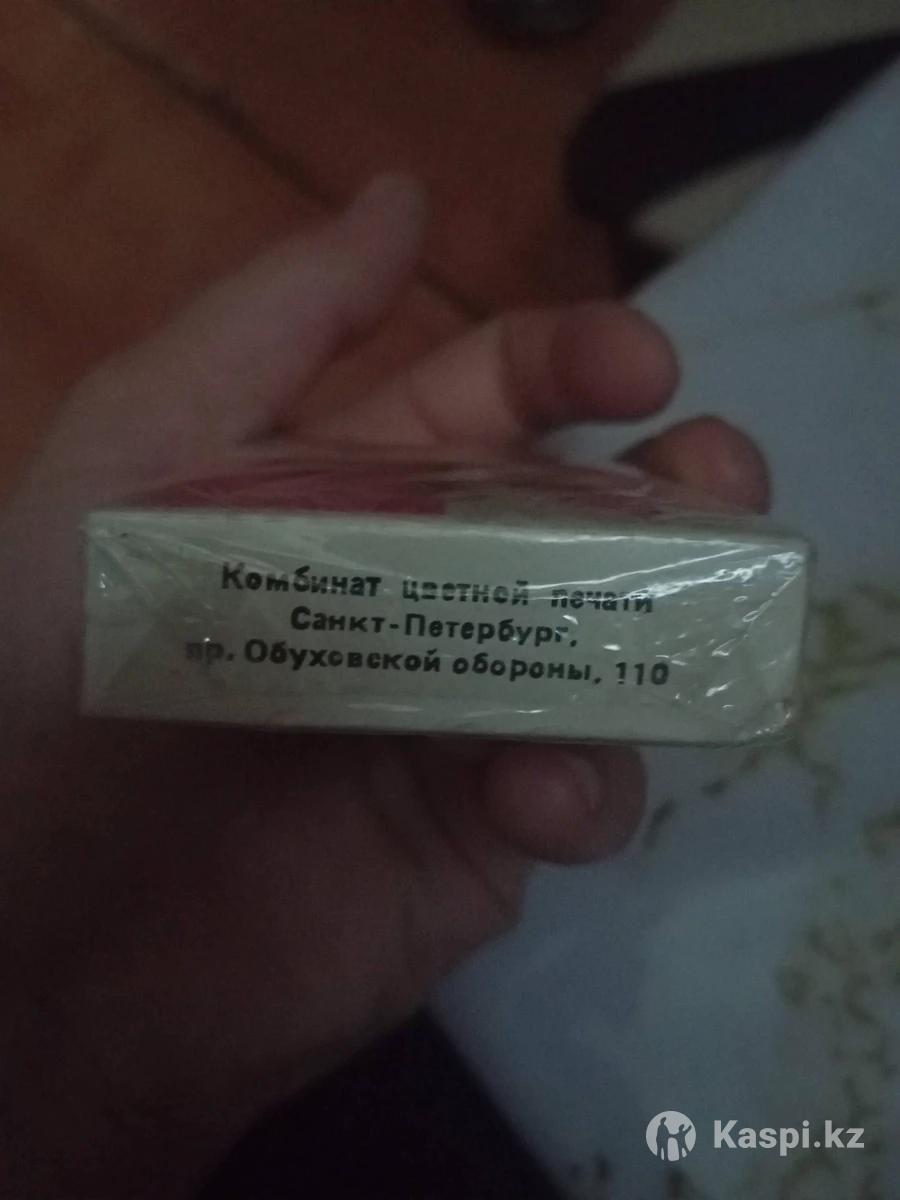 Комбинат цветной печати
Санкт-Петербург,
пр. Обуховской обороны, 110
Kaspi.kz